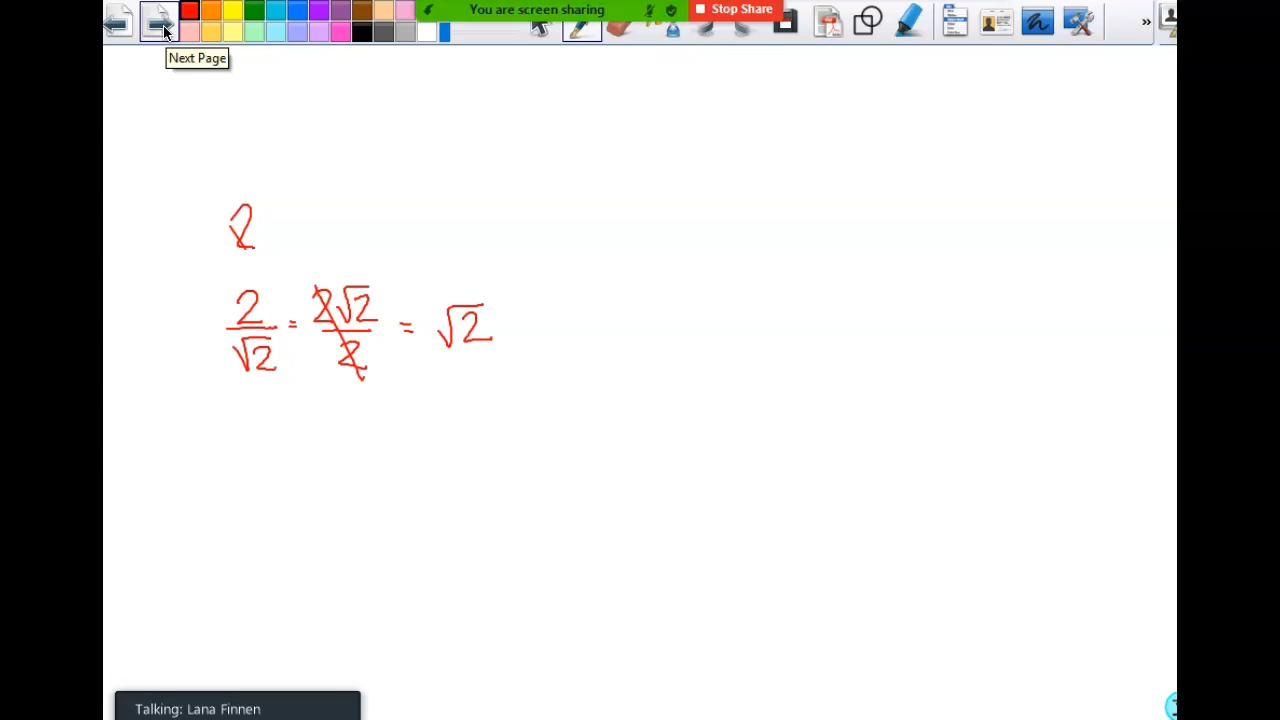 You are screen sharing
Stop Share
Next Page
2
2/√2 = 2√2/2 = √2
Talking: Lana Finnen